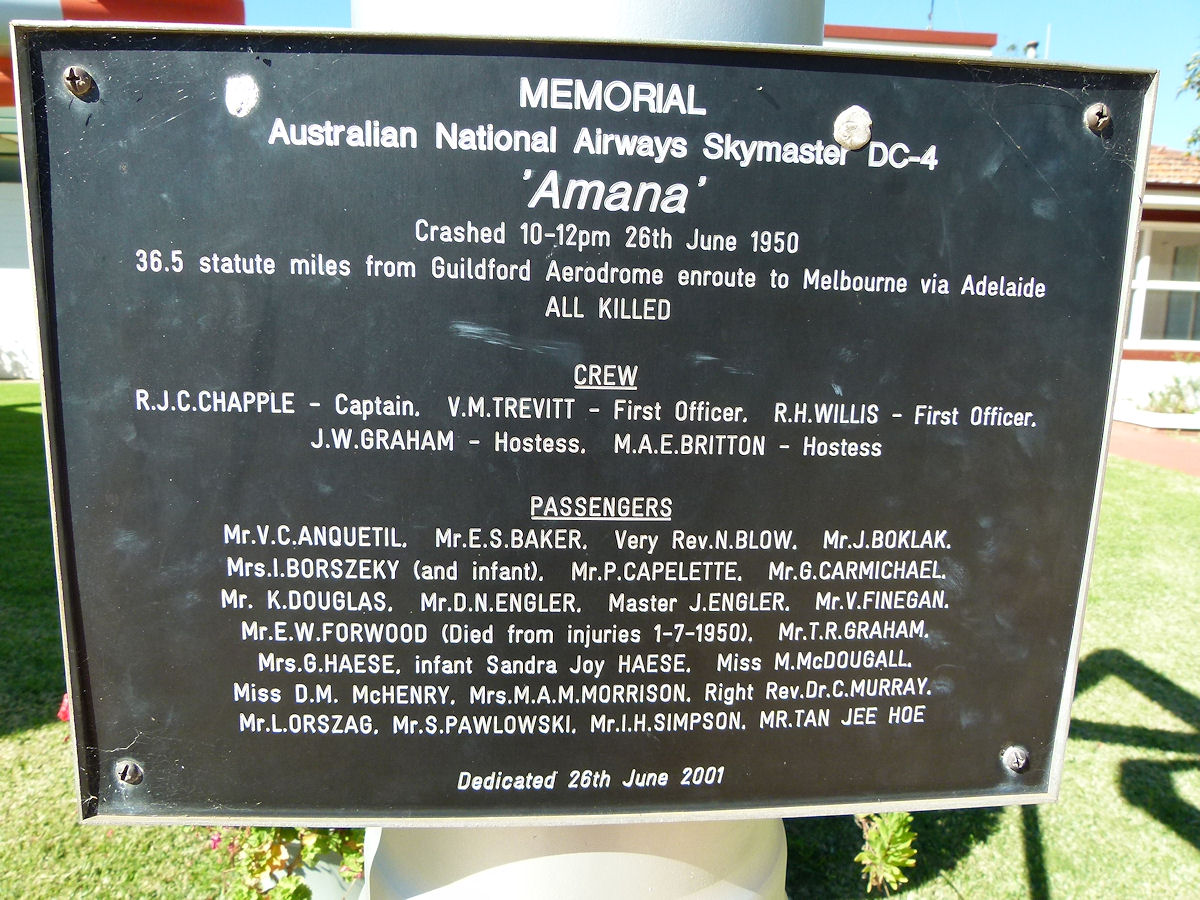 MEMORIAL
Australian National Airways Skymaster DC-4
'Amana'
Crashed 10-12pm 26th June 1950
36.5 statute miles from Guildford Aerodrome enroute to Melbourne via Adelaide
ALL KILLED
CREW
R.J.C.CHAPPLE - Captain. V.M.TREVITT - First Officer. R.H.WILLIS - First Officer.
J.W.GRAHAM - Hostess. M.A.E.BRITTON - Hostess
PASSENGERS
Mr.V.C.ANQUETIL. Mr.E.S.BAKER. Very Rev.N.BLOW. Mr.J.BOKLAK.
Mrs.I.BORSZEKY (and infant). Mr.P.CAPELETTE. Mr.G.CARMICHAEL.
Mr. K.DOUGLAS. Mr.D.N.ENGLER. Master J.ENGLER. Mr.V.FINEGAN.
Mr.E.W.FORWOOD (Died from injuries 1-7-1950). Mr.T.R.GRAHAM.
Mrs.G.HAESE. infant Sandra Joy HAESE. Miss M.McDOUGALL.
Miss D.M. McHENRY. Mrs.M.A.M.MORRISON. Right Rev.Dr.C.MURRAY.
Mr.L.ORSZAG. Mr.S.PAWLOWSKI. Mr.I.H.SIMPSON. MR.TAN JEE HOE
Dedicated 26th June 2001